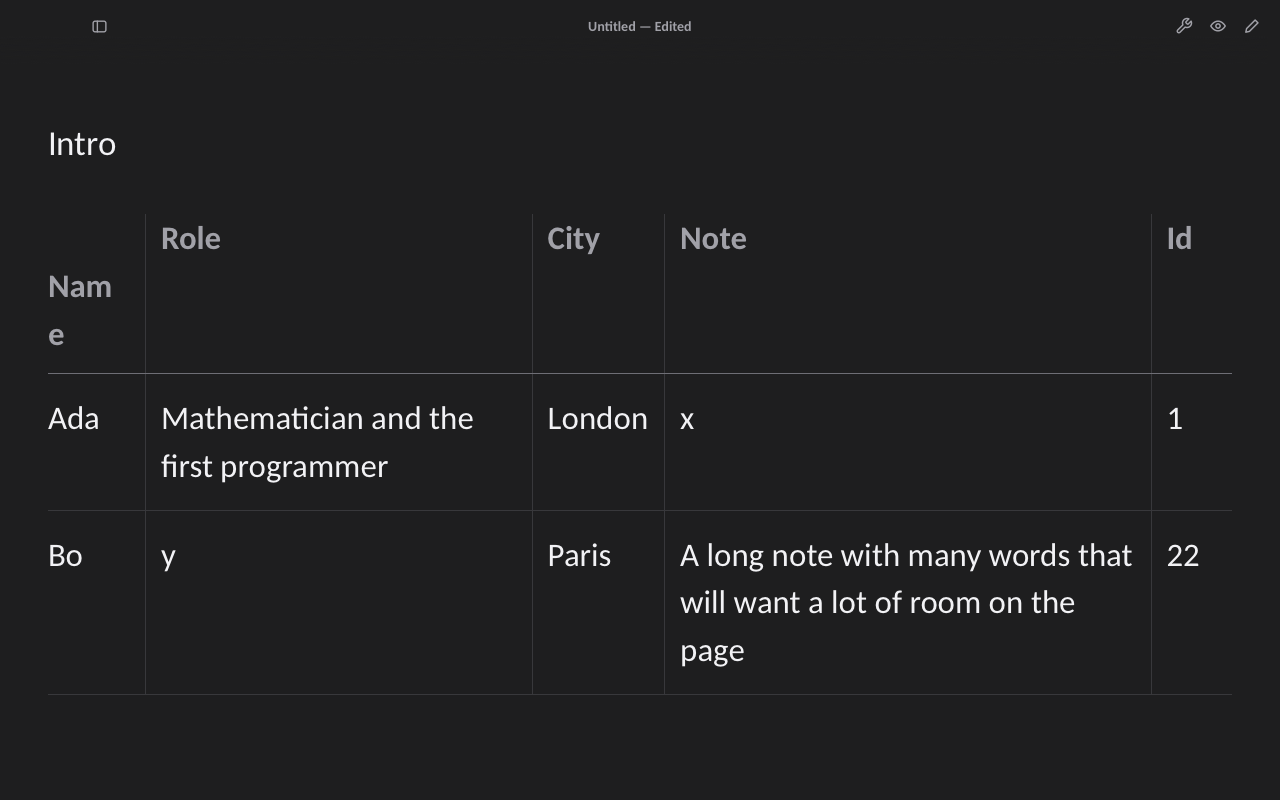 Untitled — Edited
Intro
Name Role City Note Id
Ada Mathematician and the London x 1
first programmer
Bo y Paris A long note with many words that 22
will want a lot of room on the
page